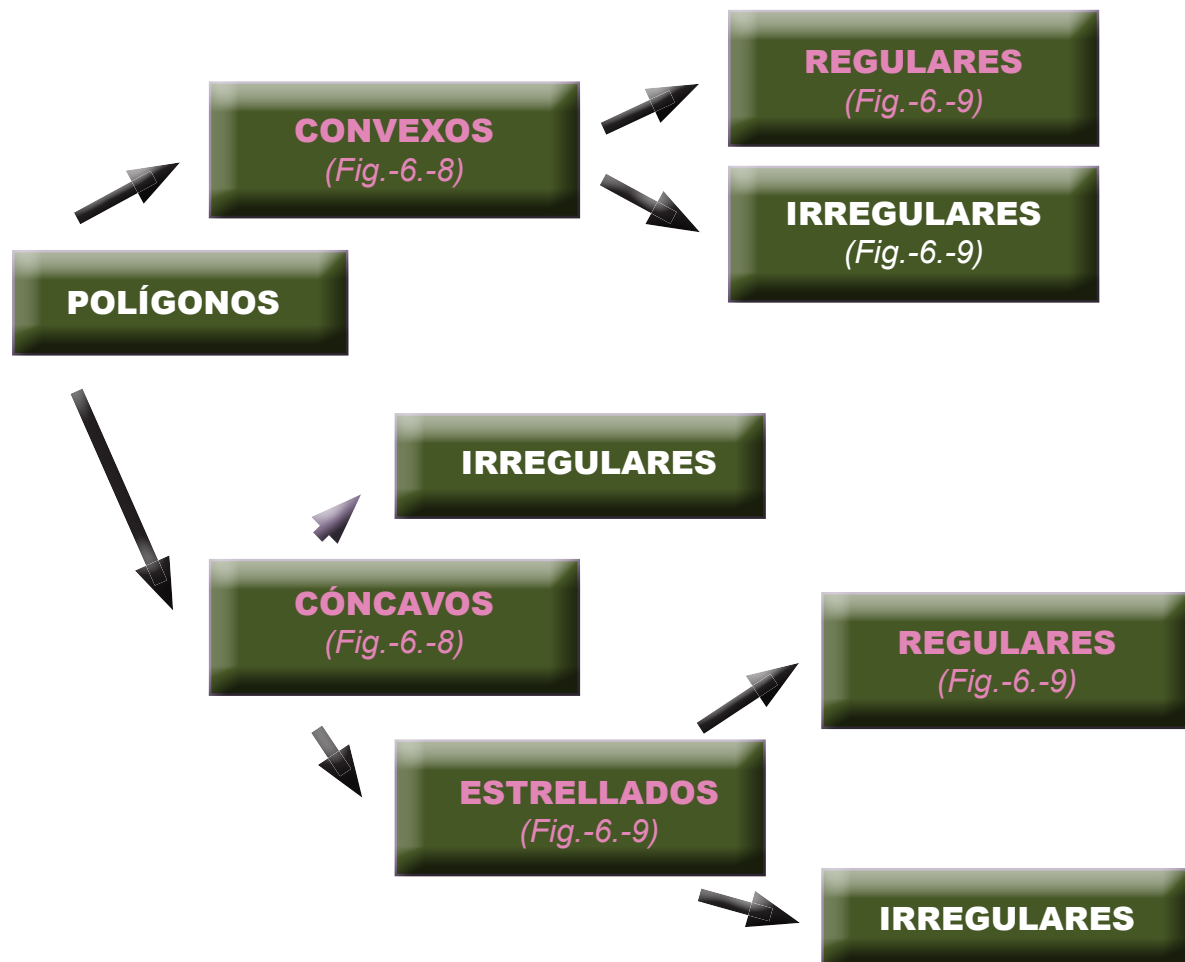 REGULARES
(Fig.-6.-9)
CONVEXOS
(Fig.-6.-8)
IRREGULARES
(Fig.-6.-9)
POLÍGONOS
IRREGULARES
CÓNCAVOS
(Fig.-6.-8)
REGULARES
(Fig.-6.-9)
ESTRELLADOS
(Fig.-6.-9)
IRREGULARES